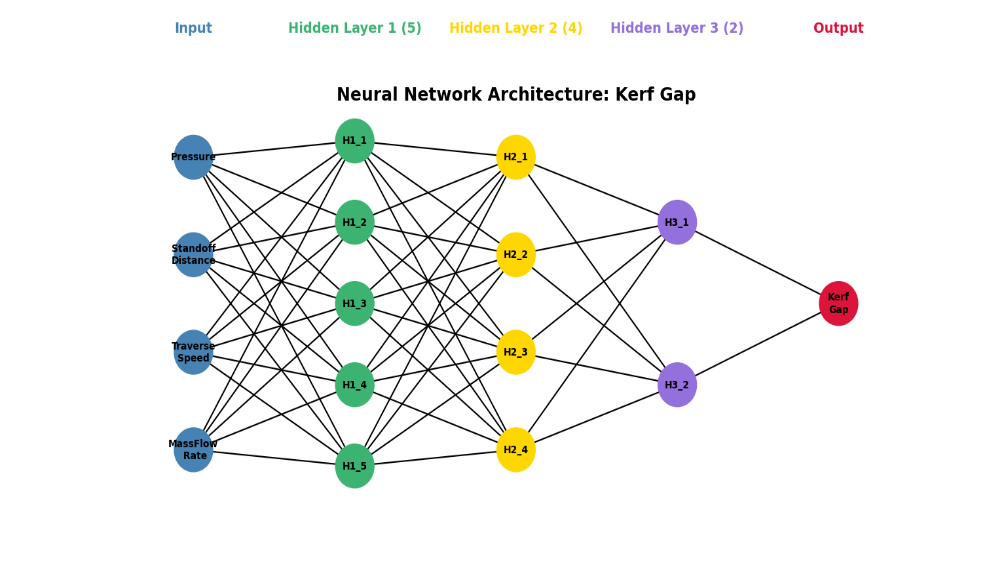 Input
Hidden Layer 1 (5)
Hidden Layer 2 (4)
Hidden Layer 3 (2)
Output
Neural Network Architecture: Kerf Gap
Pressure
Standoff
Distance
Traverse
Speed
MassFlow
Rate
H1_1
H1_2
H1_3
H1_4
H1_5
H2_1
H2_2
H2_3
H2_4
H3_1
H3_2
Kerf
Gap